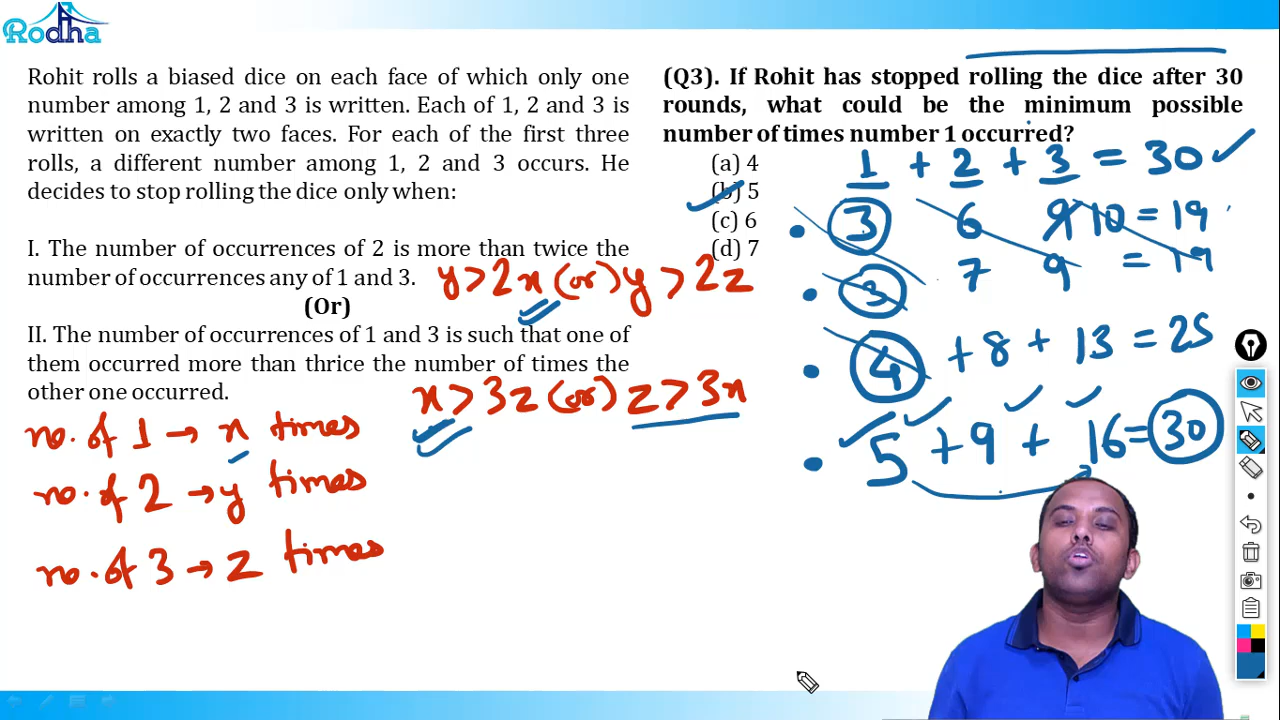 Rodha
Rohit rolls a biased dice on each face of which only one
number among 1, 2 and 3 is written. Each of 1, 2 and 3 is
written on exactly two faces. For each of the first three
rolls, a different number among 1, 2 and 3 occurs. He
decides to stop rolling the dice only when:
I. The number of occurrences of 2 is more than twice the
number of occurrences any of 1 and 3.
y > 2x (or) y > 2z
(Or)
II. The number of occurrences of 1 and 3 is such that one of
them occurred more than thrice the number of times the
other one occurred.
x > 3z (or) z > 3x
no. of 1 → x times
no. of 2 → y times
no. of 3 → z times
(Q3). If Rohit has stopped rolling the dice after 30
rounds, what could be the minimum possible
number of times number 1 occurred?
(a) 4
(b) 5
(c) 6
(d) 7
1 + 2 + 3 = 30
3 6 9 10 = 19
3 7 9 = 19
4 + 8 + 13 = 25
5 + 9 + 16 = 30